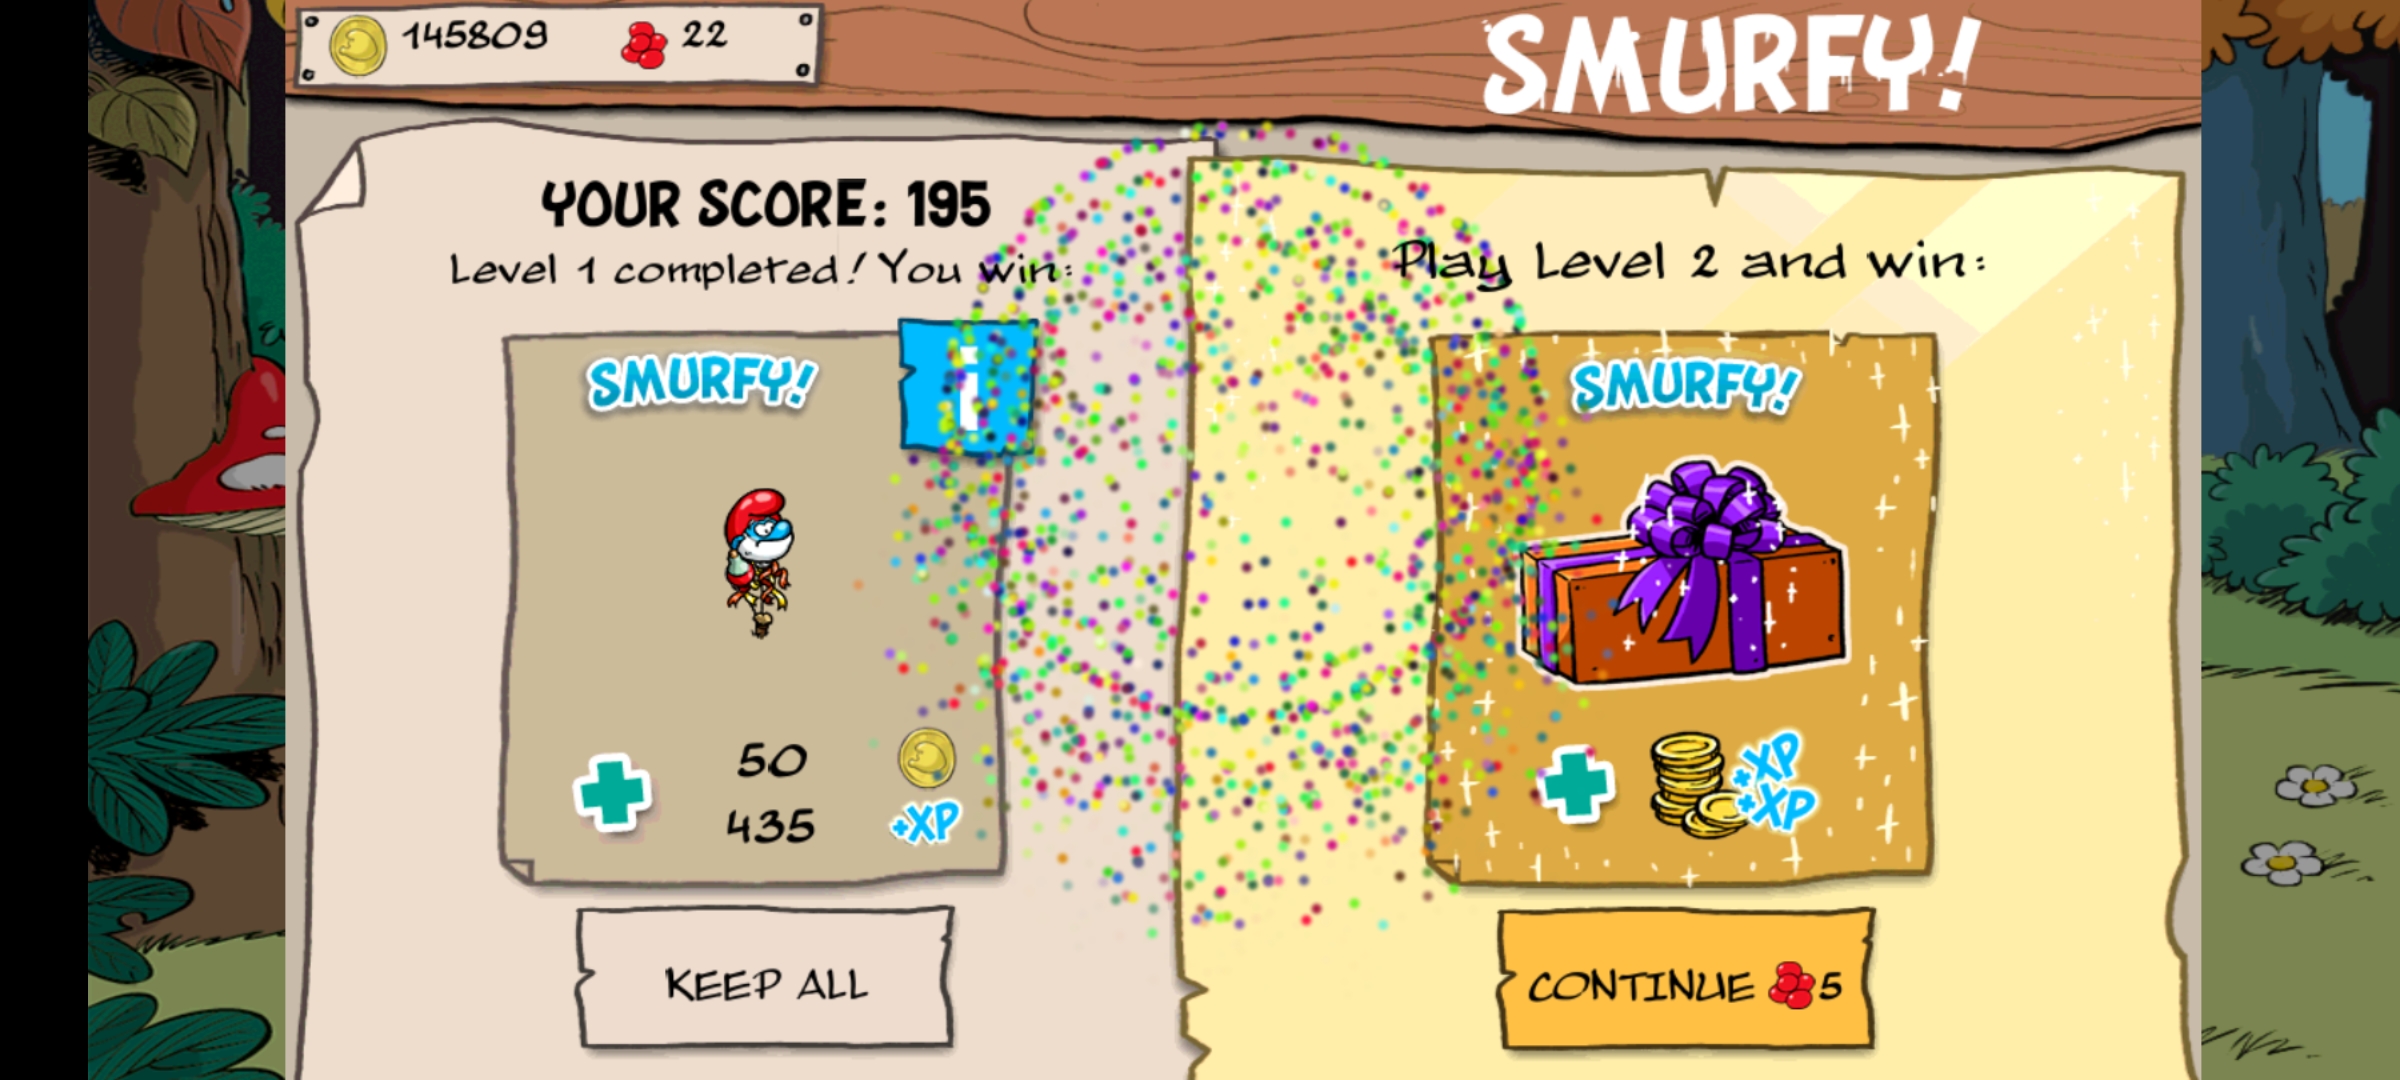 145809
22
SMURFY!
YOUR SCORE: 195
Level 1 completed! You win:
SMURFY!
i
50
435
+XP
KEEP ALL
Play Level 2 and win:
SMURFY!
+XP
+XP
CONTINUE 5